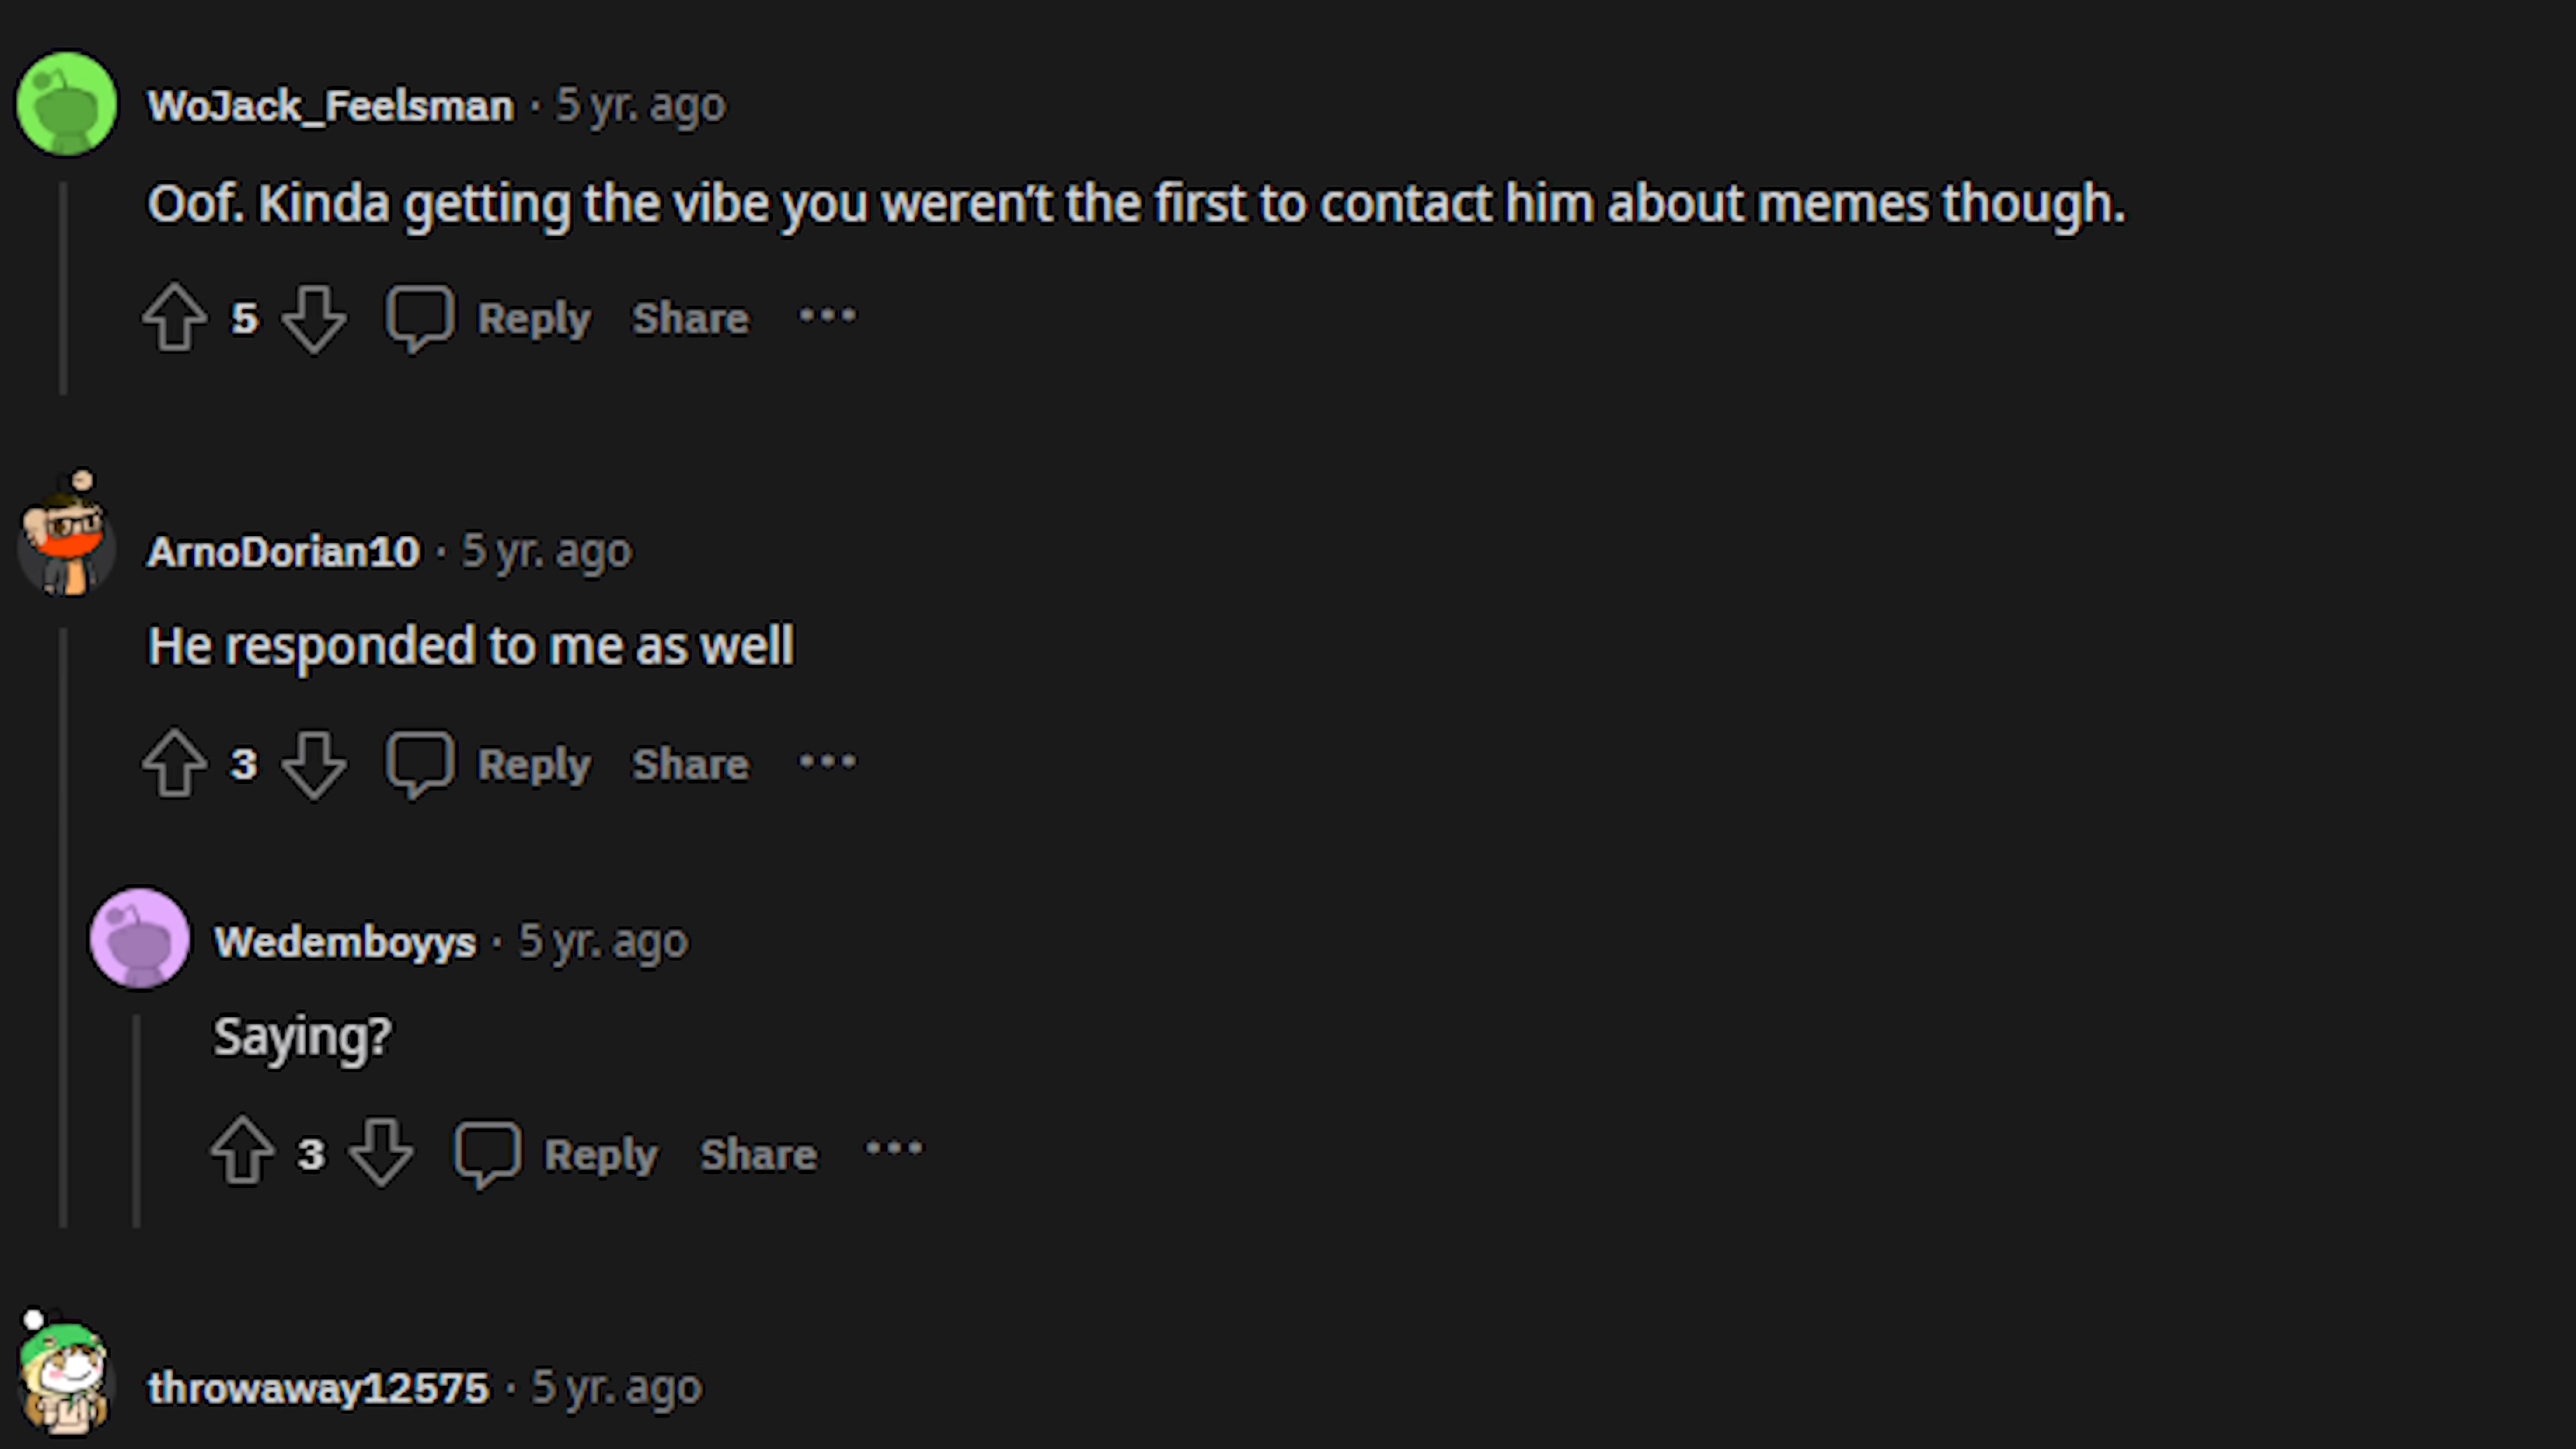 WoJack_Feelsman · 5 yr. ago
Oof. Kinda getting the vibe you weren’t the first to contact him about memes though.
5 Reply Share ···
ArnoDorian10 · 5 yr. ago
He responded to me as well
3 Reply Share ···
Wedemboyys · 5 yr. ago
Saying?
3 Reply Share ···
throwaway12575 · 5 yr. ago